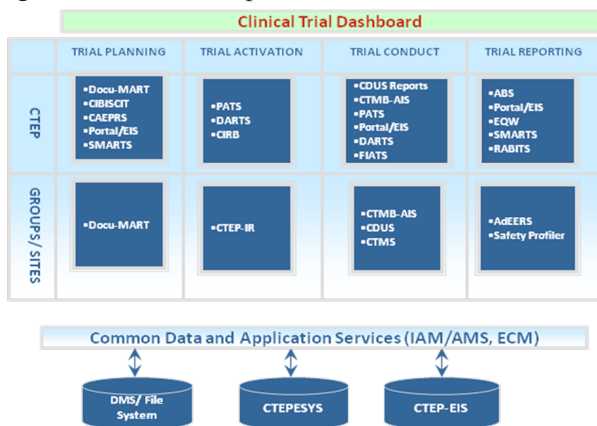 Clinical Trial Dashboard
TRIAL PLANNING
TRIAL ACTIVATION
TRIAL CONDUCT
TRIAL REPORTING
CTEP
•Docu-MART
•CIBISCIT
•CAEPRS
•Portal/EIS
•SMARTS
•PATS
•DARTS
•CIRB
•CDUS Reports
•CTMB-AIS
•PATS
•Portal/EIS
•DARTS
•FIATS
•ABS
•Portal/EIS
•EQW
•SMARTS
•RABITS
GROUPS/ SITES
•Docu-MART
•CTEP-IR
•CTMB-AIS
•CDUS
•CTMS
•AdEERS
•Safety Profiler
Common Data and Application Services (IAM/AMS, ECM)
DMS/ File
System
CTEPESYS
CTEP-EIS